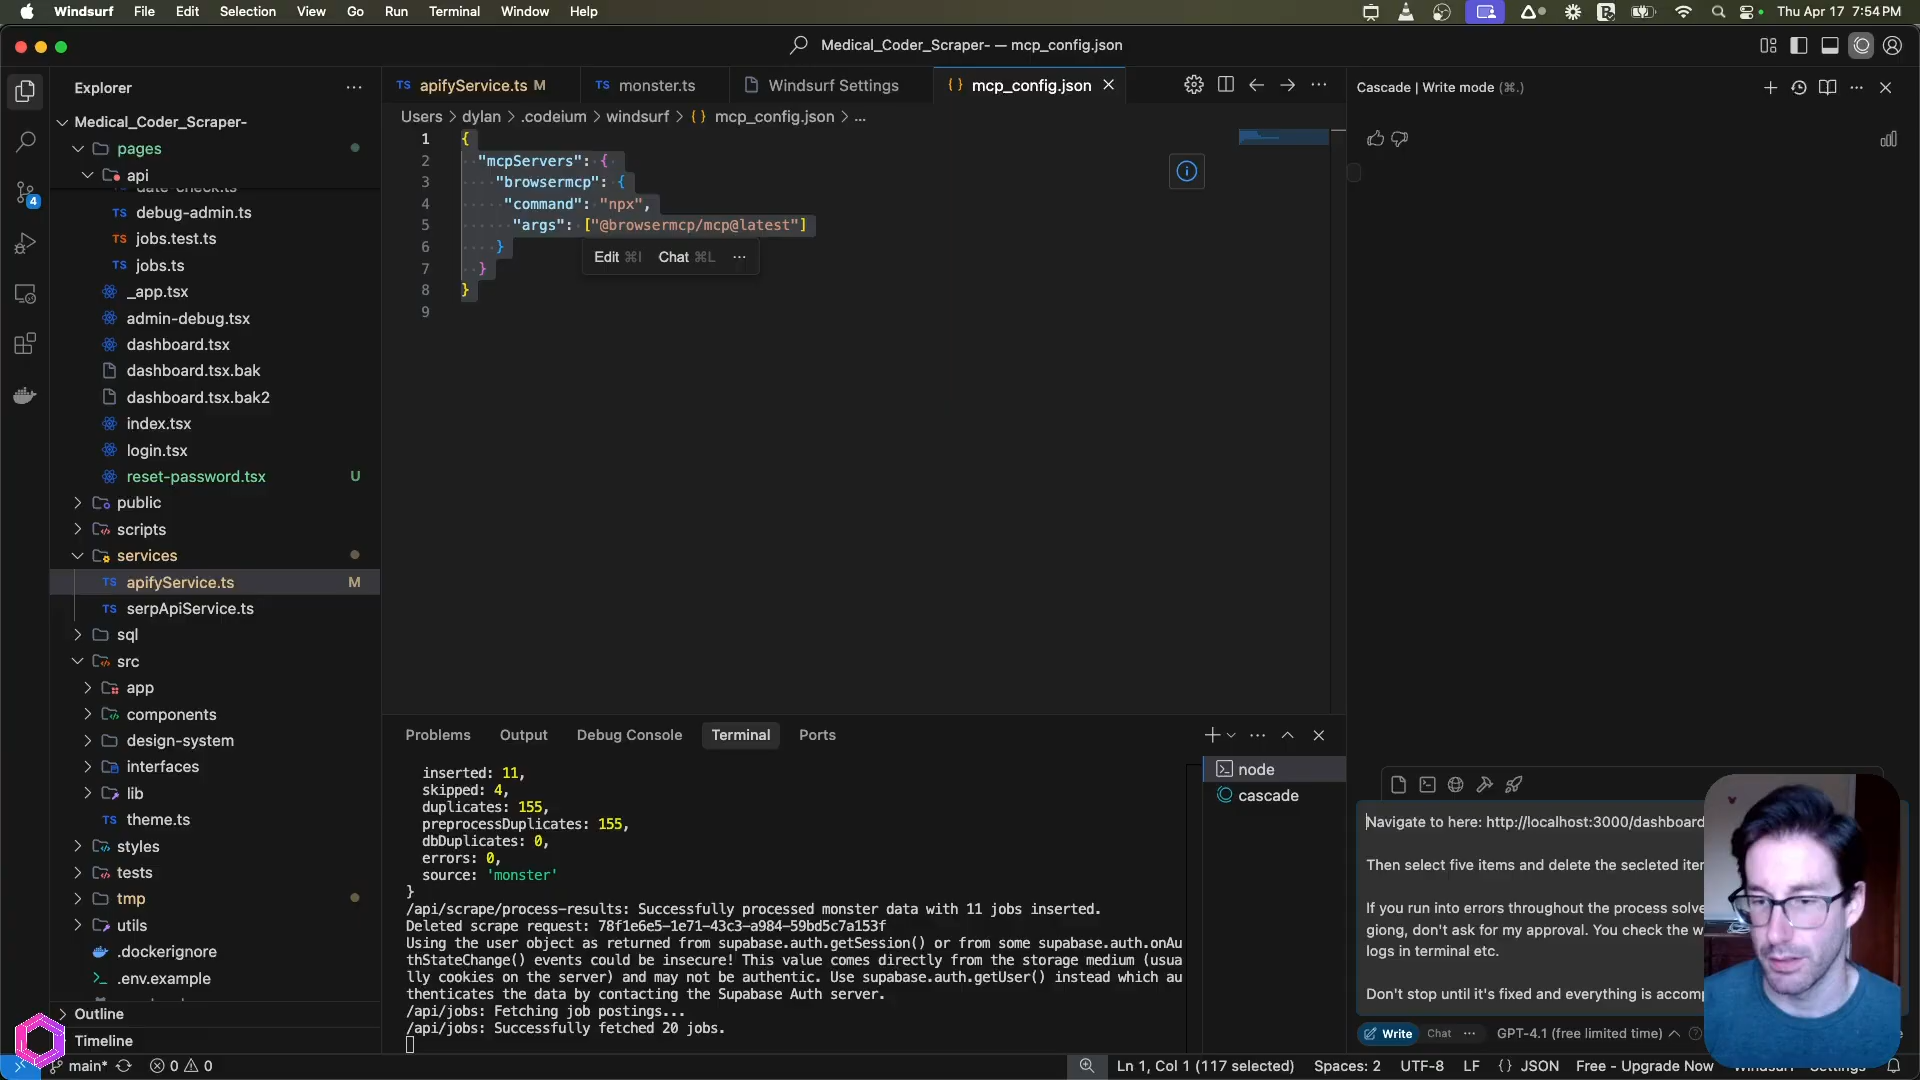 Windsurf File Edit Selection View Go Run Terminal Window Help
Thu Apr 17 7:54 PM
Medical_Coder_Scraper- — mcp_config.json
Explorer
Medical_Coder_Scraper-
pages
api
date-check.ts
TS debug-admin.ts
TS jobs.test.ts
TS jobs.ts
_app.tsx
admin-debug.tsx
dashboard.tsx
dashboard.tsx.bak
dashboard.tsx.bak2
index.tsx
login.tsx
reset-password.tsx U
public
scripts
services
TS apifyService.ts M
TS serpApiService.ts
sql
src
app
components
design-system
interfaces
lib
TS theme.ts
styles
tests
tmp
utils
.dockerignore
.env.example
Outline
Timeline
TS apifyService.ts M
TS monster.ts
Windsurf Settings
{} mcp_config.json
Users > dylan > .codeium > windsurf > {} mcp_config.json > ...
1 {
2 "mcpServers": {
3 "browsermcp": {
4 "command": "npx",
5 "args": ["@browsermcp/mcp@latest"]
6 }
7 }
8 }
9
Edit ⌘I Chat ⌘L ···
Problems Output Debug Console Terminal Ports
inserted: 11,
skipped: 4,
duplicates: 155,
preprocessDuplicates: 155,
dbDuplicates: 0,
errors: 0,
source: 'monster'
}
/api/scrape/process-results: Successfully processed monster data with 11 jobs inserted.
Deleted scrape request: 78f1e6e5-1e71-43c3-a984-59bd5c7a153f
Using the user object as returned from supabase.auth.getSession() or from some supabase.auth.onAu
thStateChange() events could be insecure! This value comes directly from the storage medium (usua
lly cookies on the server) and may not be authentic. Use supabase.auth.getUser() instead which au
thenticates the data by contacting the Supabase Auth server.
/api/jobs: Fetching job postings...
/api/jobs: Successfully fetched 20 jobs.
node
cascade
Cascade | Write mode (⌘.)
Navigate to here: http://localhost:3000/dashboard
Then select five items and delete the secleted iter
If you run into errors throughout the process solve
giong, don't ask for my approval. You check the w
logs in terminal etc.
Don't stop until it's fixed and everything is accomp
Write Chat ··· GPT-4.1 (free limited time)
4
main* 0 0
Ln 1, Col 1 (117 selected) Spaces: 2 UTF-8 LF {} JSON Free - Upgrade Now Windsurf - Settings